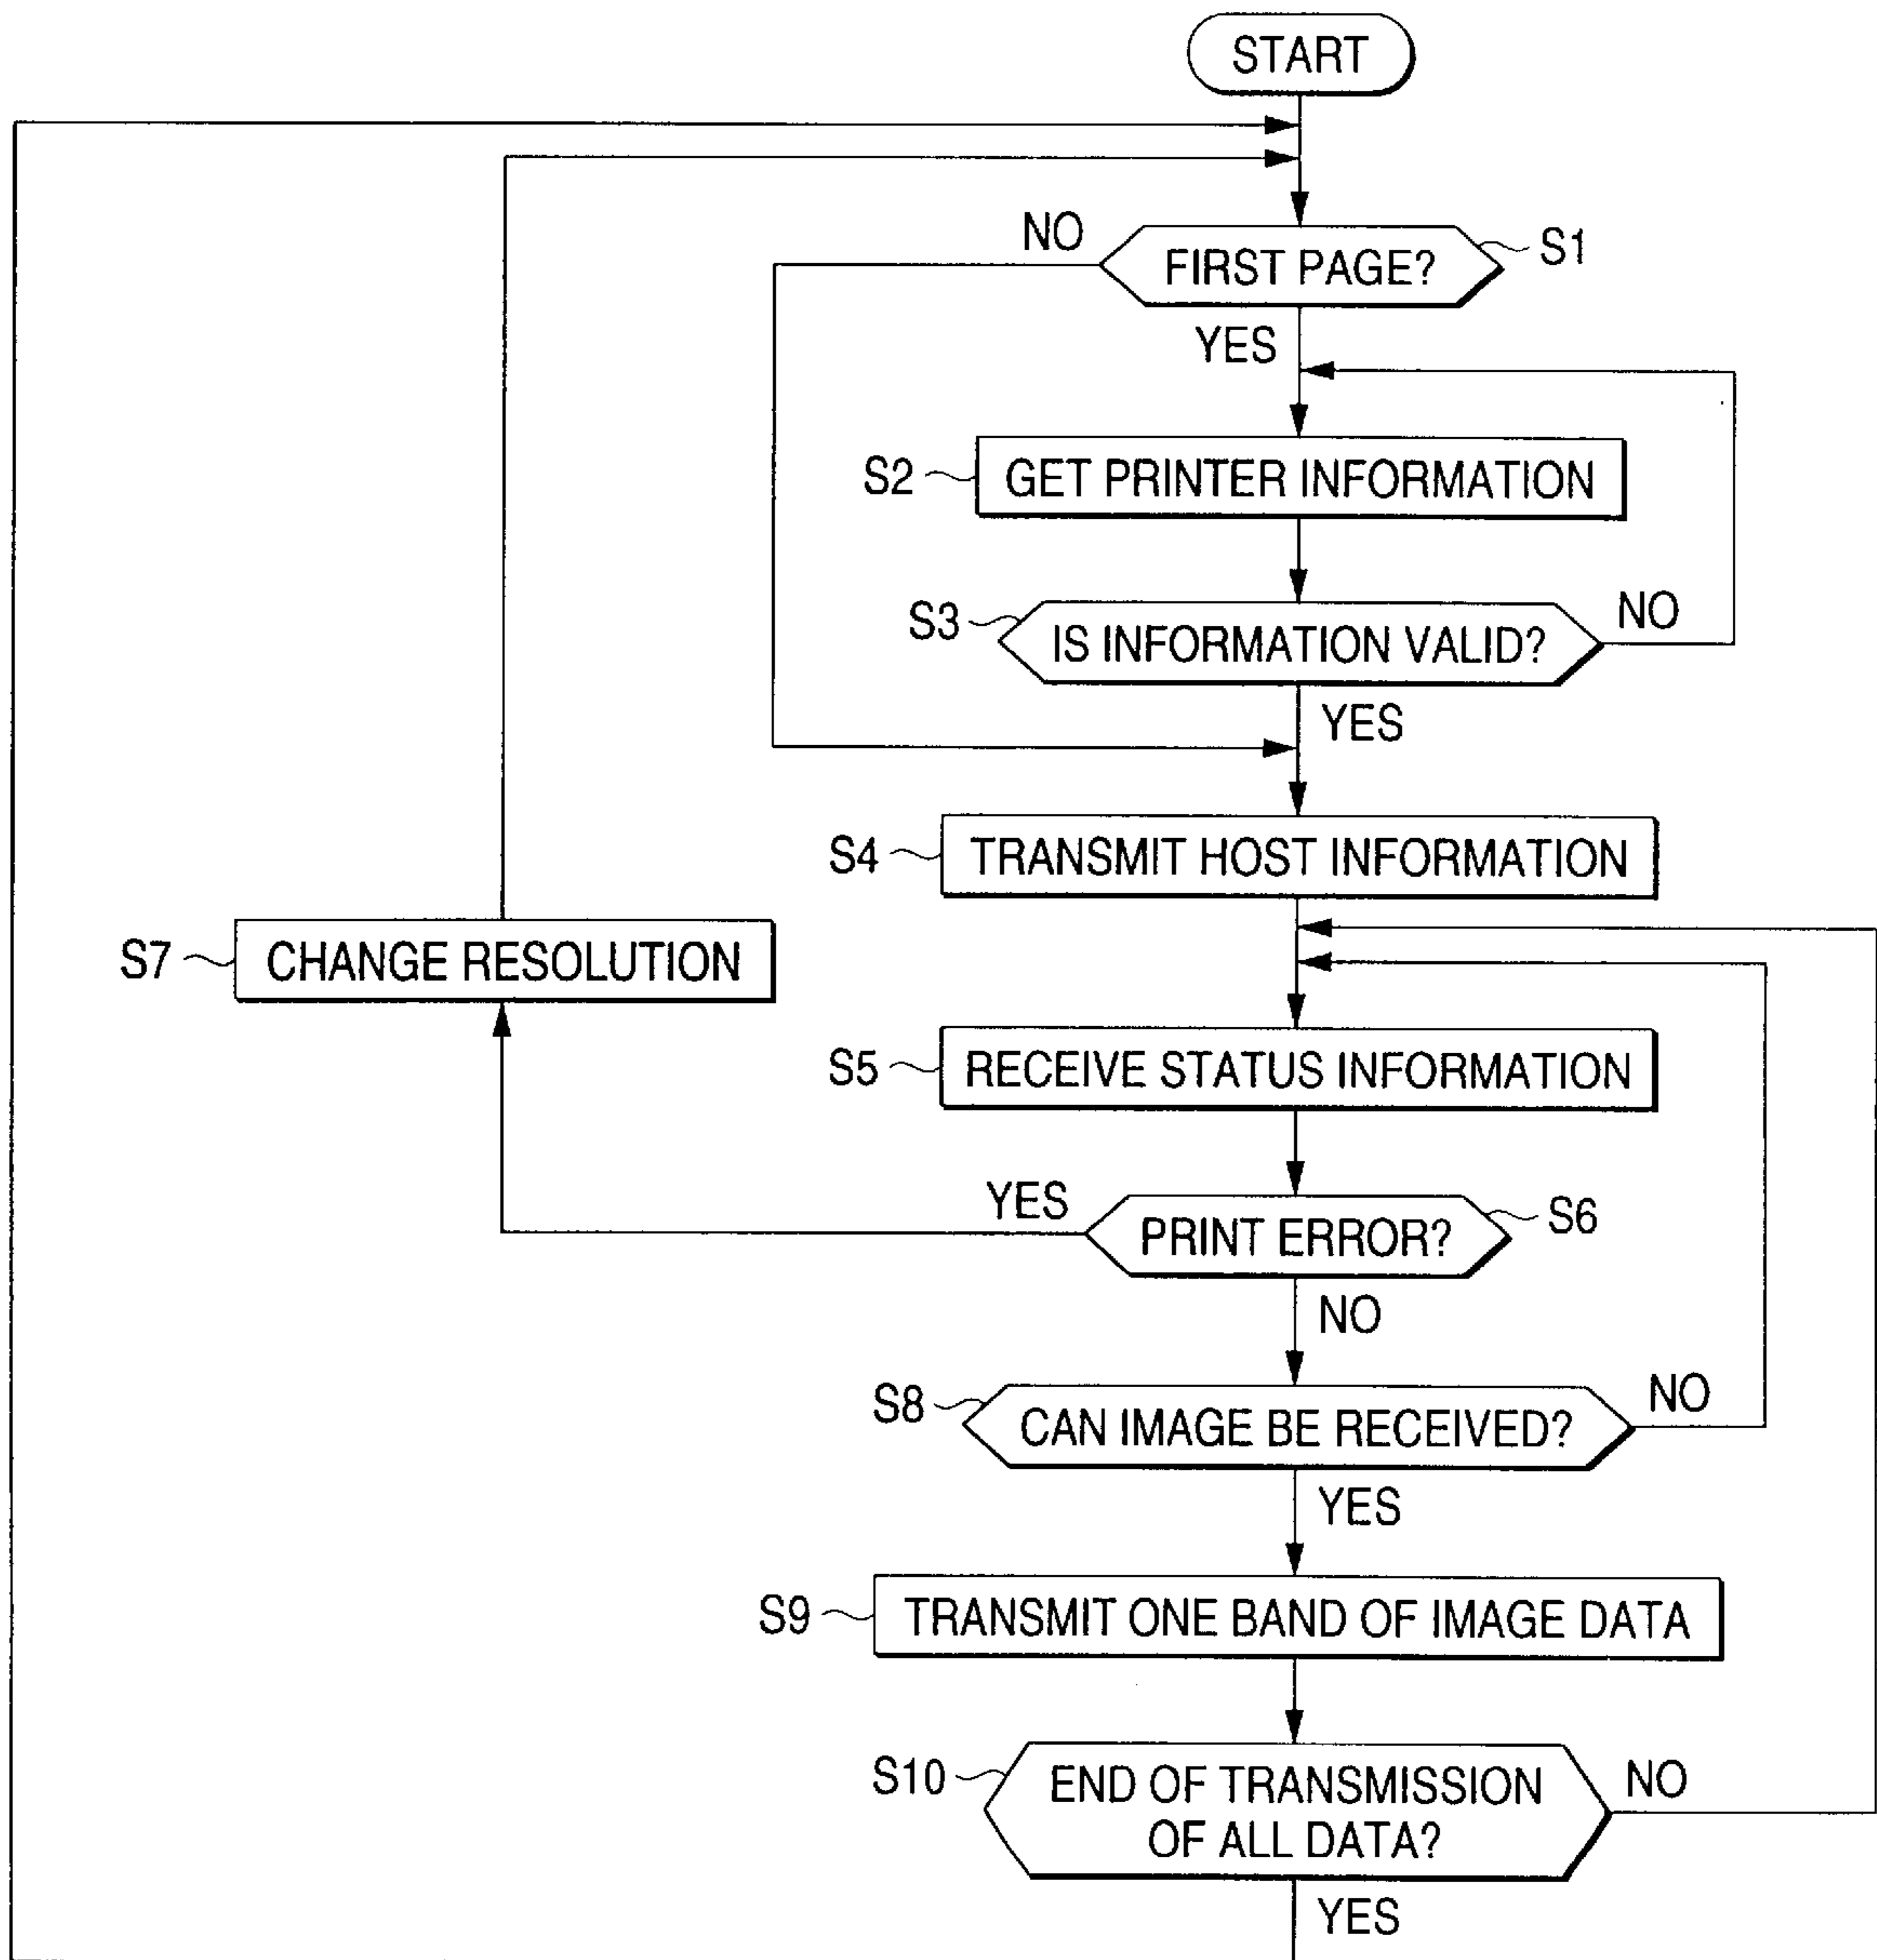 START
NO
FIRST PAGE?
S1
YES
S2
GET PRINTER INFORMATION
S3
IS INFORMATION VALID?
NO
YES
S4
TRANSMIT HOST INFORMATION
S7
CHANGE RESOLUTION
S5
RECEIVE STATUS INFORMATION
YES
PRINT ERROR?
S6
NO
S8
CAN IMAGE BE RECEIVED?
NO
YES
S9
TRANSMIT ONE BAND OF IMAGE DATA
S10
END OF TRANSMISSION
OF ALL DATA?
NO
YES